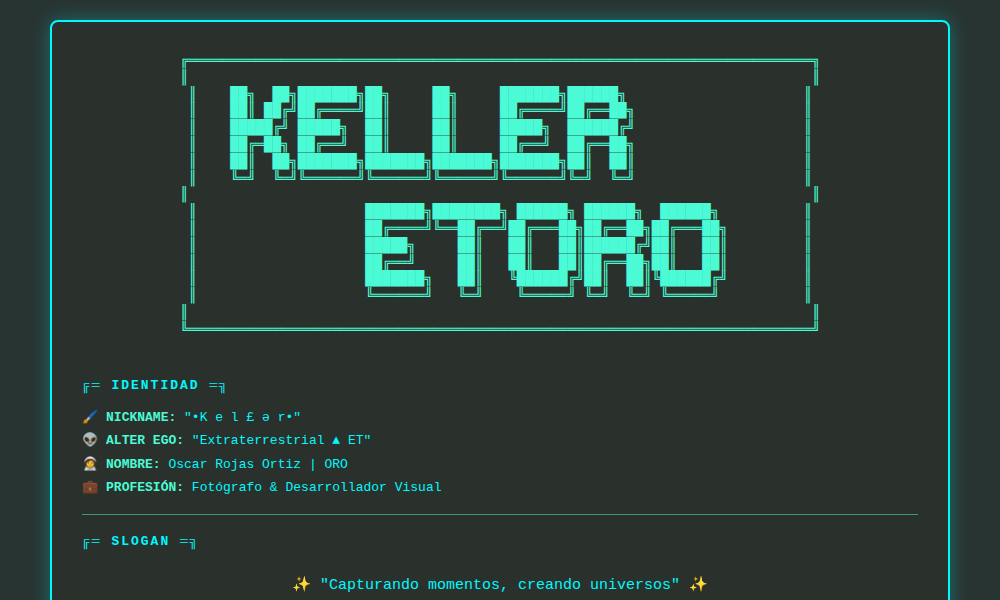 KELLER
ETORO
╔═ IDENTIDAD ═╗
🖌️ NICKNAME: "•K e l £ ə r•"
👽 ALTER EGO: "Extraterrestrial ▲ ET"
🧑‍🚀 NOMBRE: Oscar Rojas Ortiz | ORO
💼 PROFESIÓN: Fotógrafo & Desarrollador Visual
╔═ SLOGAN ═╗
✨ "Capturando momentos, creando universos" ✨